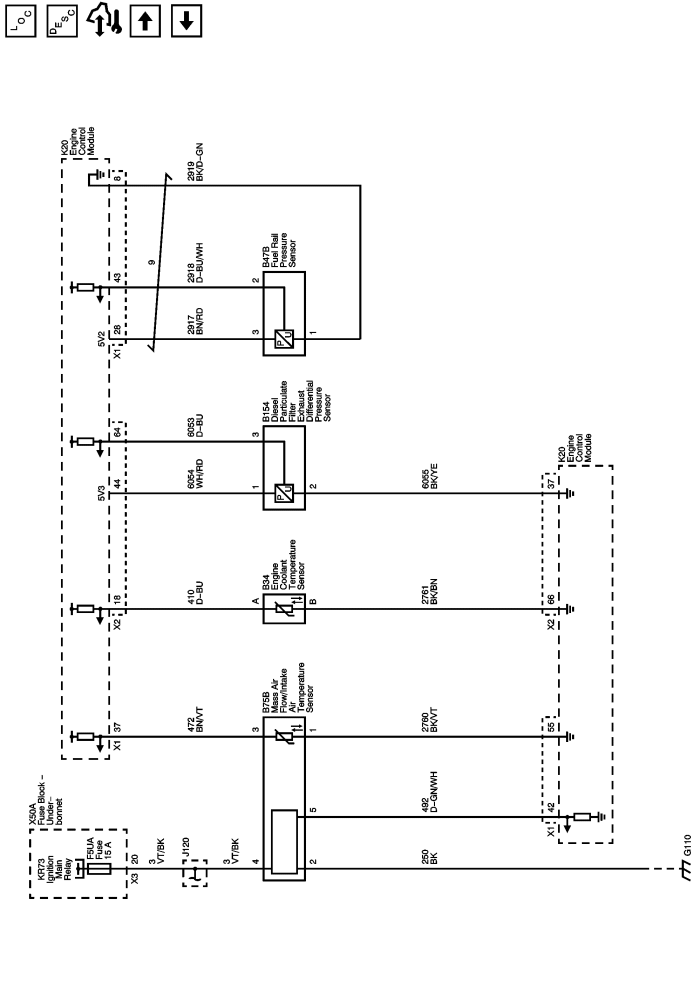 LOC
DESC
K20
Engine
Control
Module
8
2919
BK/D-GN
9
43
2918
D-BU/WH
2
B47B
Fuel Rail
Pressure
Sensor
5V2
28
X1
2917
BN/RD
3
P
U
1
64
6053
D-BU
3
B154
Diesel
Particulate
Filter
Exhaust
Differential
Pressure
Sensor
5V3
44
6054
WH/RD
1
P
U
2
6055
BK/YE
37
K20
Engine
Control
Module
18
X2
410
D-BU
A
B34
Engine
Coolant
Temperature
Sensor
B
2761
BK/BN
66
X2
37
X1
472
BN/VT
3
B75B
Mass Air
Flow/Intake
Air
Temperature
Sensor
1
2760
BK/VT
55
5
492
D-GN/WH
42
X1
X50A
Fuse Block -
Under-
bonnet
KR73
Ignition
Main
Relay
F5UA
Fuse
15 A
20
X3
3
VT/BK
J120
3
VT/BK
4
2
250
BK
G110